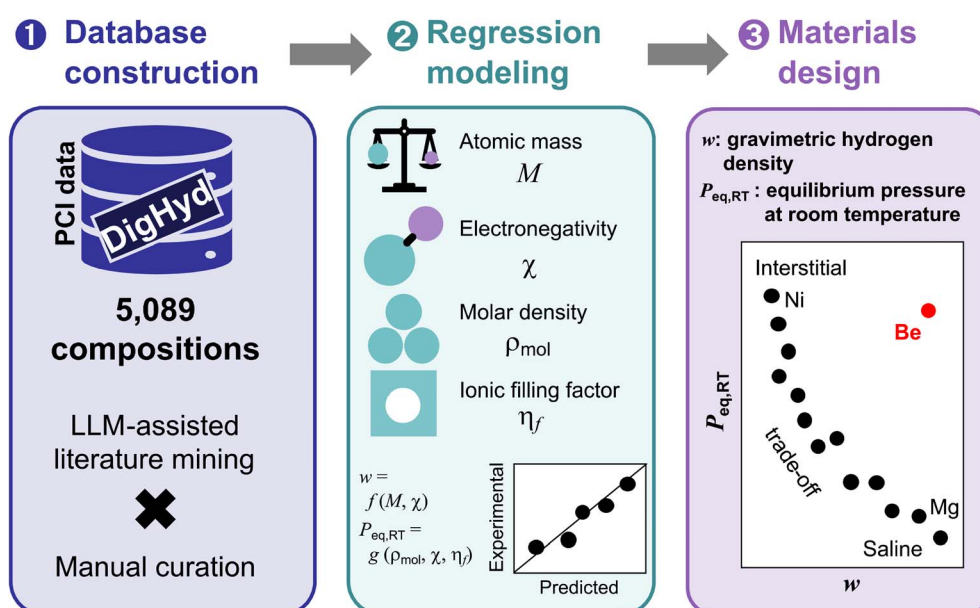 ❶ Database
construction
PCI data
DigHyd
5,089
compositions
LLM-assisted
literature mining
✖
Manual curation
❷ Regression
modeling
Atomic mass
M
Electronegativity
χ
Molar density
ρmol
Ionic filling factor
ηf
w =
f (M, χ)
Peq,RT =
g (ρmol, χ, ηf)
Experimental
Predicted
❸ Materials
design
w: gravimetric hydrogen
density
Peq,RT : equilibrium pressure
at room temperature
Interstitial
Ni
Be
Peq,RT
trade-off
Mg
Saline
w